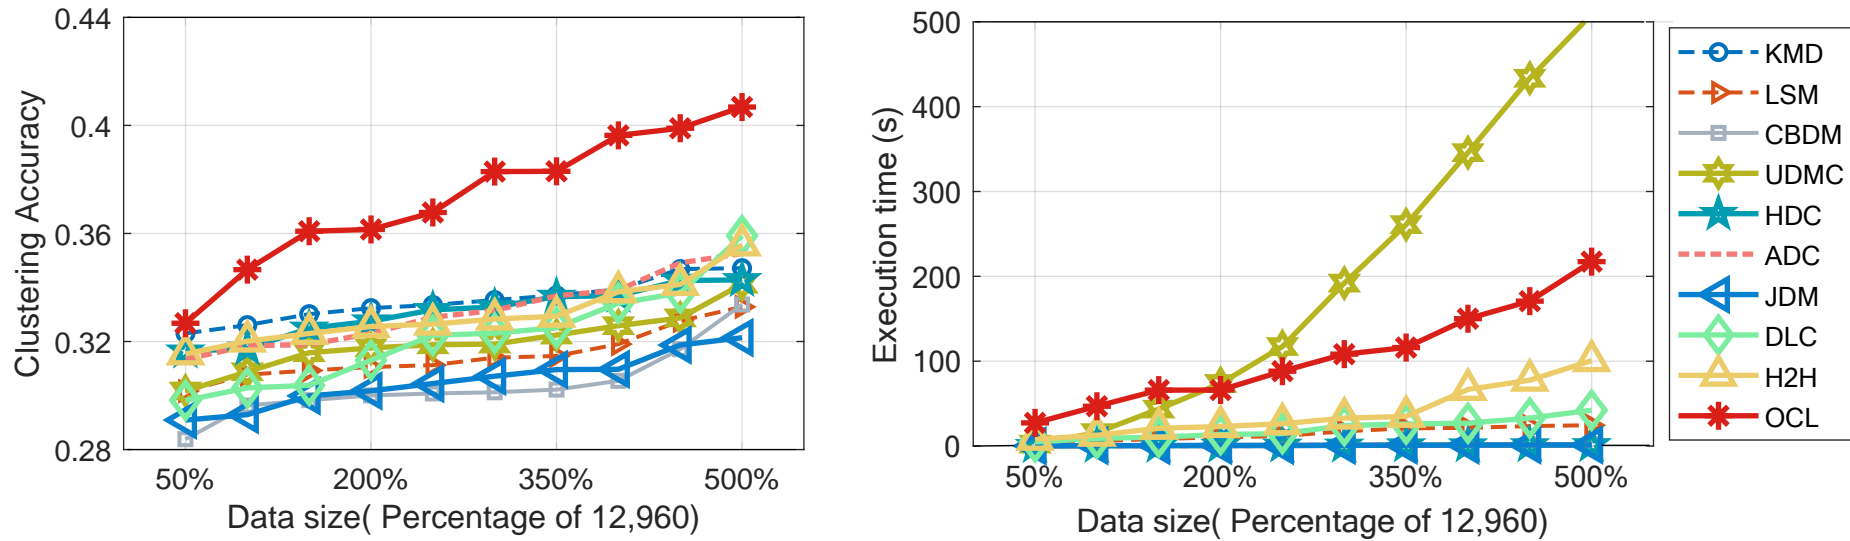 Clustering Accuracy
0.44
0.4
0.36
0.32
0.28
50%
200%
350%
500%
Data size( Percentage of 12,960)
Execution time (s)
500
400
300
200
100
0
50%
200%
350%
500%
Data size( Percentage of 12,960)
KMD
LSM
CBDM
UDMC
HDC
ADC
JDM
DLC
H2H
OCL